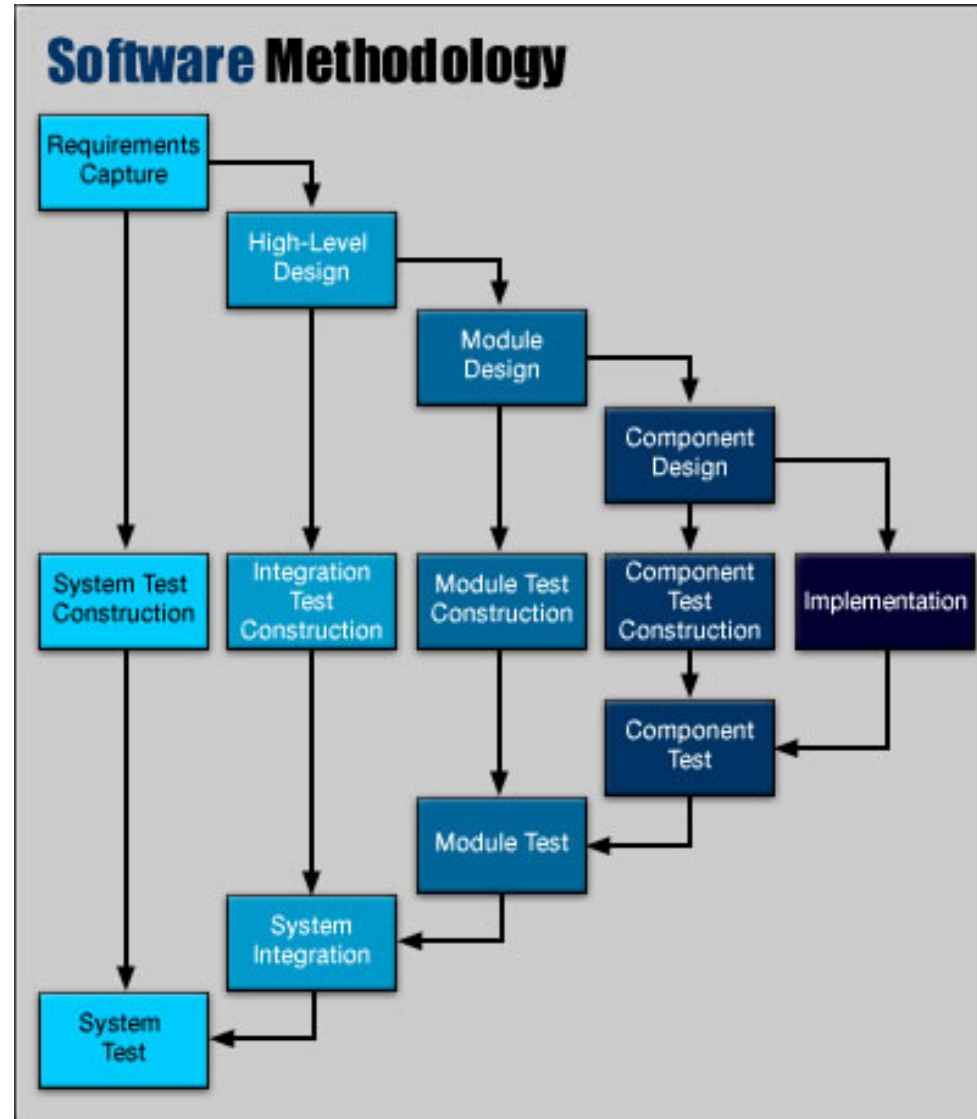 Software Methodology
Requirements
Capture
High-Level
Design
Module
Design
Component
Design
System Test
Construction
Integration
Test
Construction
Module Test
Construction
Component
Test
Construction
Implementation
Component
Test
Module Test
System
Integration
System
Test